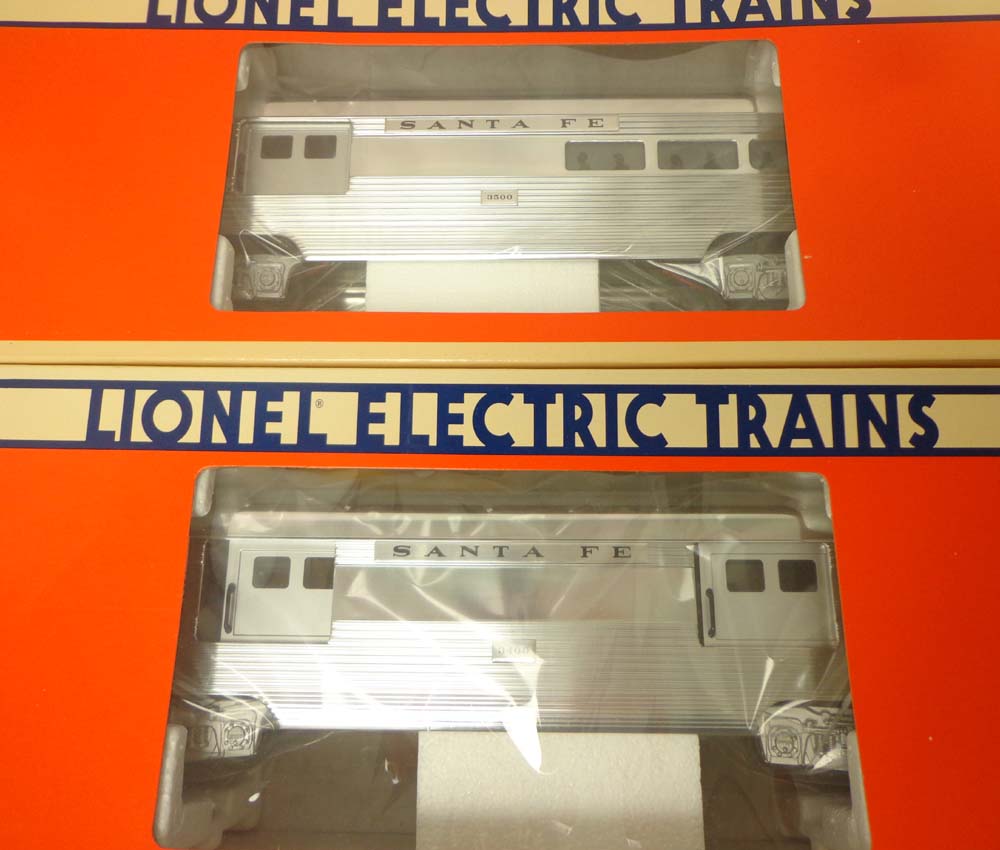 LIONEL ELECTRIC TRAINS
SANTA FE
3500
LIONEL® ELECTRIC TRAINS
SANTA FE